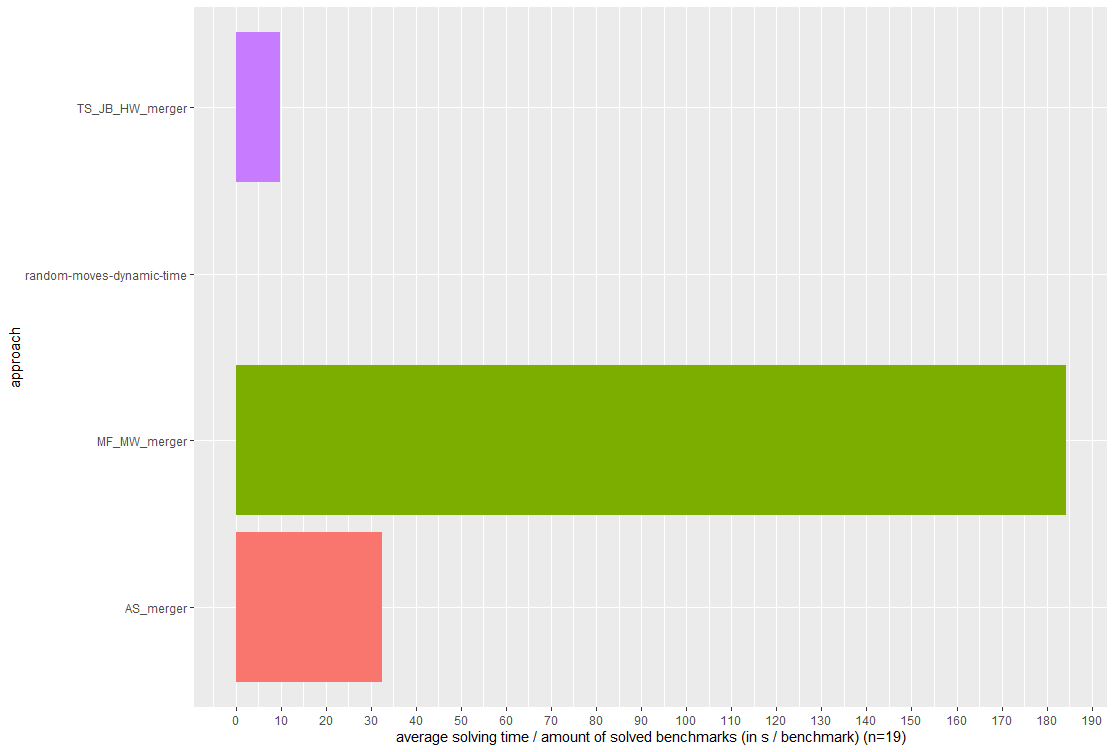 TS_JB_HW_merger
random-moves-dynamic-time
MF_MW_merger
AS_merger
approach
0 10 20 30 40 50 60 70 80 90 100 110 120 130 140 150 160 170 180 190
average solving time / amount of solved benchmarks (in s / benchmark) (n=19)